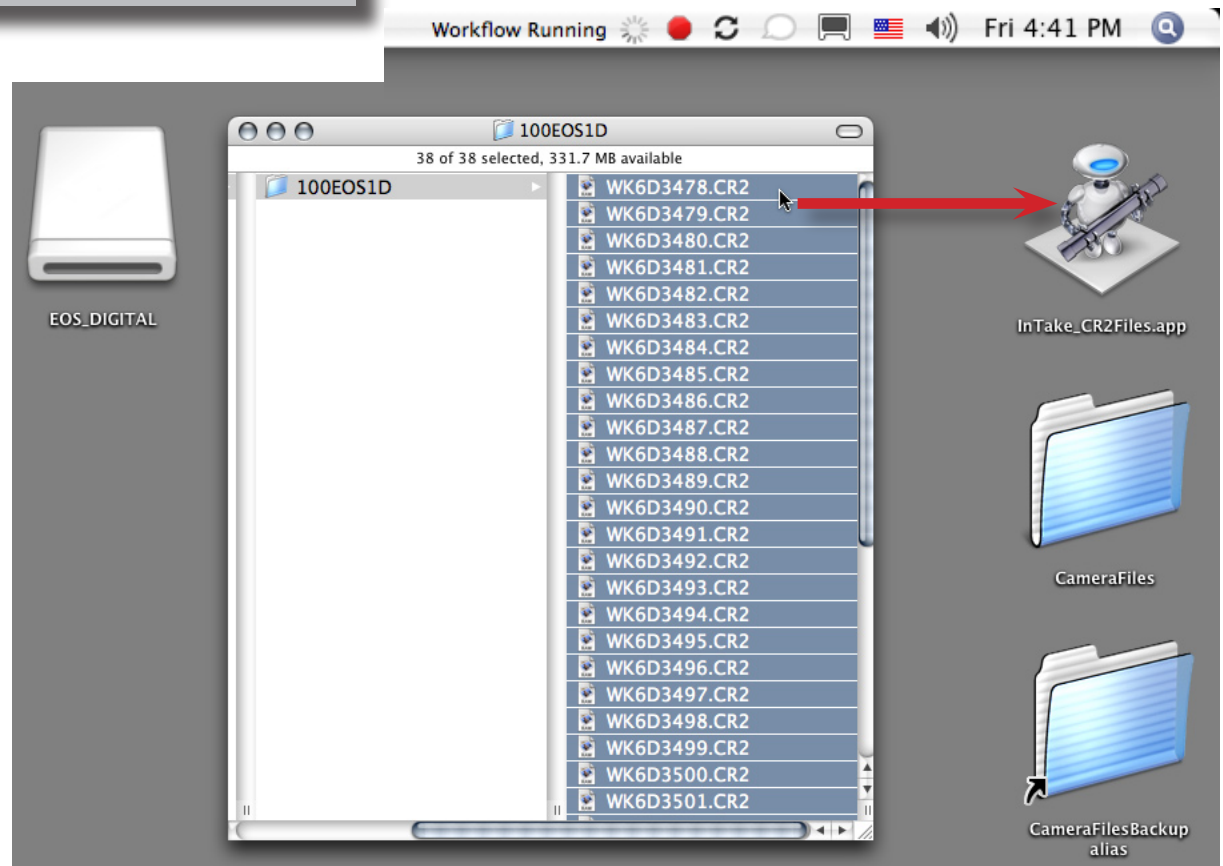 Workflow Running Fri 4:41 PM
100EOS1D
38 of 38 selected, 331.7 MB available
100EOS1D
WK6D3478.CR2
WK6D3479.CR2
WK6D3480.CR2
WK6D3481.CR2
WK6D3482.CR2
WK6D3483.CR2
WK6D3484.CR2
WK6D3485.CR2
WK6D3486.CR2
WK6D3487.CR2
WK6D3488.CR2
WK6D3489.CR2
WK6D3490.CR2
WK6D3491.CR2
WK6D3492.CR2
WK6D3493.CR2
WK6D3494.CR2
WK6D3495.CR2
WK6D3496.CR2
WK6D3497.CR2
WK6D3498.CR2
WK6D3499.CR2
WK6D3500.CR2
WK6D3501.CR2
EOS_DIGITAL
InTake_CR2Files.app
CameraFiles
CameraFilesBackup
alias